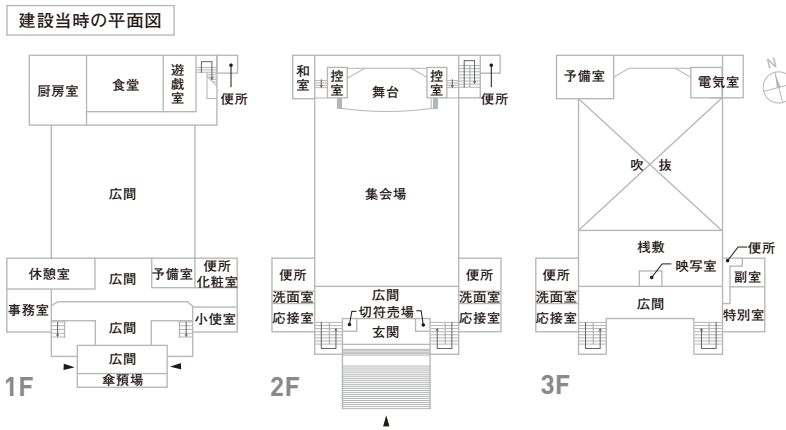 建設当時の平面図
厨房室
食堂
遊戯室
便所
広間
休憩室
広間
予備室
便所
化粧室
事務室
広間
小使室
広間
傘預場
1F
和室
控室
舞台
控室
便所
集会場
便所
広間
便所
洗面室
洗面室
切符売場
応接室
玄関
応接室
2F
予備室
電気室
N
吹抜
桟敷
便所
映写室
便所
副室
洗面室
広間
応接室
特別室
3F